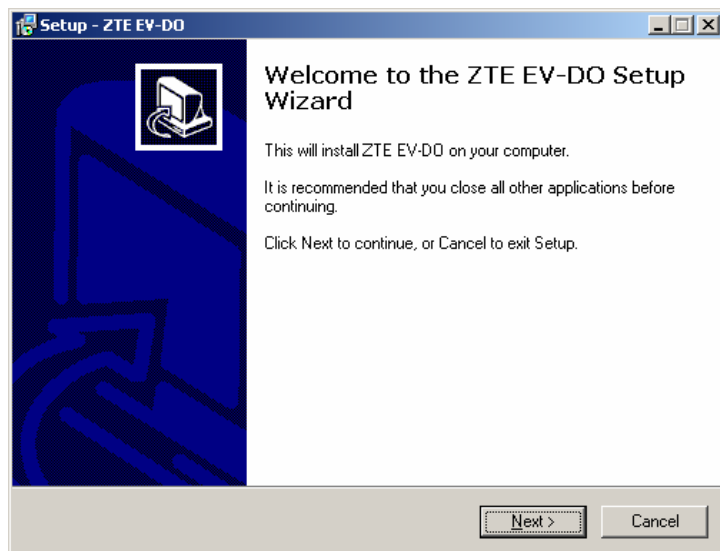 Setup - ZTE EV-DO
Welcome to the ZTE EV-DO Setup
Wizard
This will install ZTE EV-DO on your computer.
It is recommended that you close all other applications before
continuing.
Click Next to continue, or Cancel to exit Setup.
Next >
Cancel